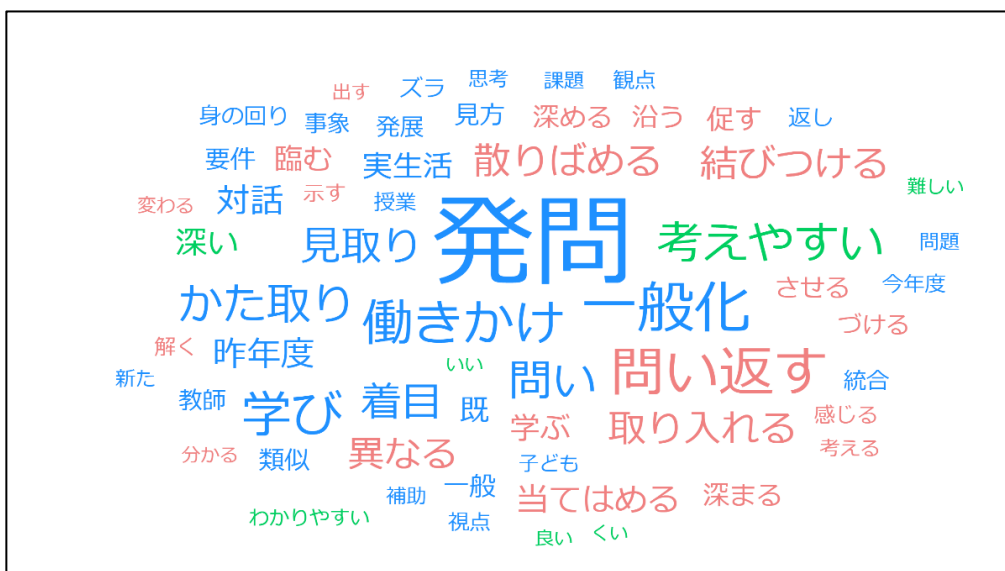 出す ズラ 思考 課題 観点
身の回り 事象 発展 見方 深める 沿う 促す 返し
要件 臨む 実生活 散りばめる 結びつける
変わる 対話 示す 授業 難しい
深い 見取り 発問 考えやすい 問題
かた取り 働きかけ 一般化 させる 今年度
解く 昨年度 いい 問い 問い返す づける
新た 教師 学び 着目 既 統合
分かる 類似 異なる 学ぶ 取り入れる 感じる
子ども 考える
わかりやすい 補助 一般 当てはめる 深まる
視点 良い くい